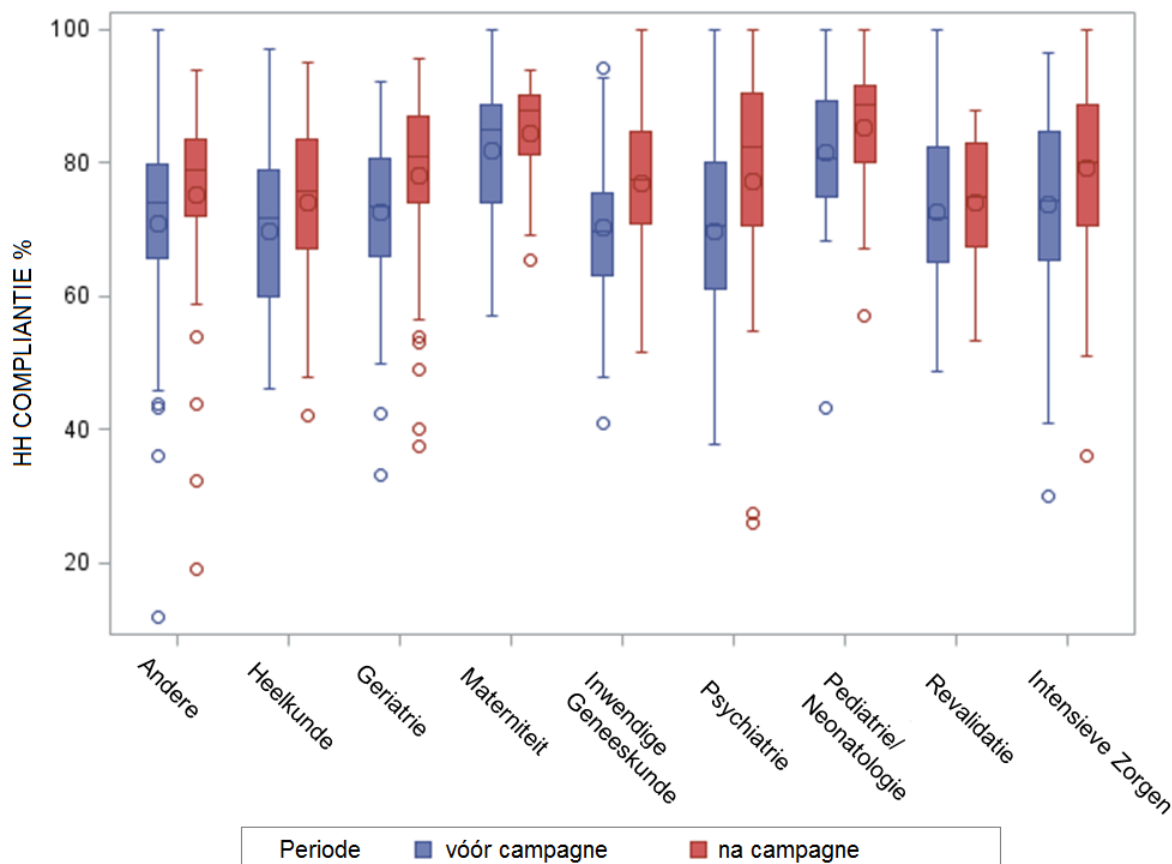 HH COMPLIANTIE %
100
80
60
40
20
Andere
Heelkunde
Geriatrie
Materniteit
Inwendige
Geneeskunde
Psychiatrie
Pediatrie/
Neonatologie
Revalidatie
Intensieve Zorgen
Periode
vóór campagne
na campagne